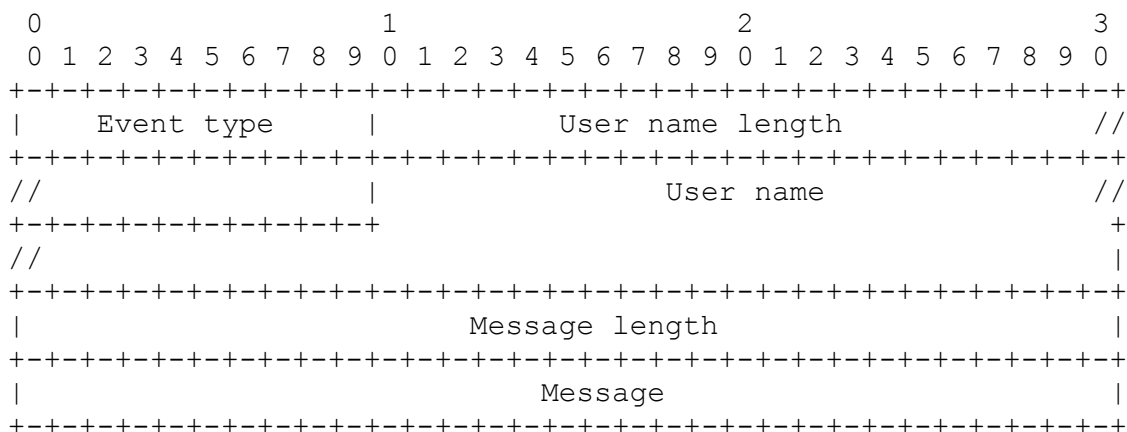 0                   1                   2                   3
 0 1 2 3 4 5 6 7 8 9 0 1 2 3 4 5 6 7 8 9 0 1 2 3 4 5 6 7 8 9 0
+-+-+-+-+-+-+-+-+-+-+-+-+-+-+-+-+-+-+-+-+-+-+-+-+-+-+-+-+-+-+-+
|    Event type     |          User name length              //
+-+-+-+-+-+-+-+-+-+-+-+-+-+-+-+-+-+-+-+-+-+-+-+-+-+-+-+-+-+-+-+
//                  |                User name               //
+-+-+-+-+-+-+-+-+-+-+                                         +
//                                                             |
+-+-+-+-+-+-+-+-+-+-+-+-+-+-+-+-+-+-+-+-+-+-+-+-+-+-+-+-+-+-+-+
|                         Message length                      |
+-+-+-+-+-+-+-+-+-+-+-+-+-+-+-+-+-+-+-+-+-+-+-+-+-+-+-+-+-+-+-+
|                             Message                         |
+-+-+-+-+-+-+-+-+-+-+-+-+-+-+-+-+-+-+-+-+-+-+-+-+-+-+-+-+-+-+-+